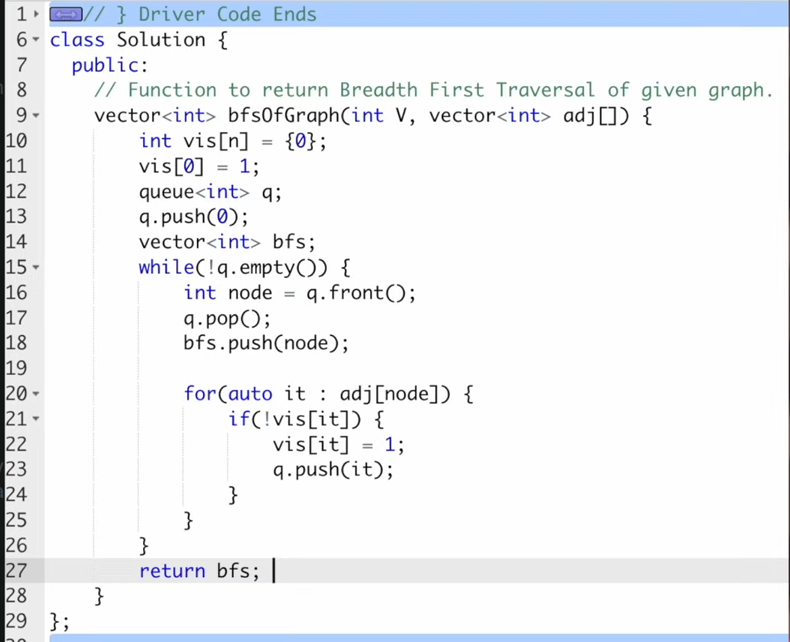 1 // } Driver Code Ends
6 class Solution {
7   public:
8     // Function to return Breadth First Traversal of given graph.
9     vector<int> bfsOfGraph(int V, vector<int> adj[]) {
10         int vis[n] = {0};
11         vis[0] = 1;
12         queue<int> q;
13         q.push(0);
14         vector<int> bfs;
15         while(!q.empty()) {
16             int node = q.front();
17             q.pop();
18             bfs.push(node);
19
20             for(auto it : adj[node]) {
21                 if(!vis[it]) {
22                     vis[it] = 1;
23                     q.push(it);
24                 }
25             }
26         }
27         return bfs;
28     }
29 };